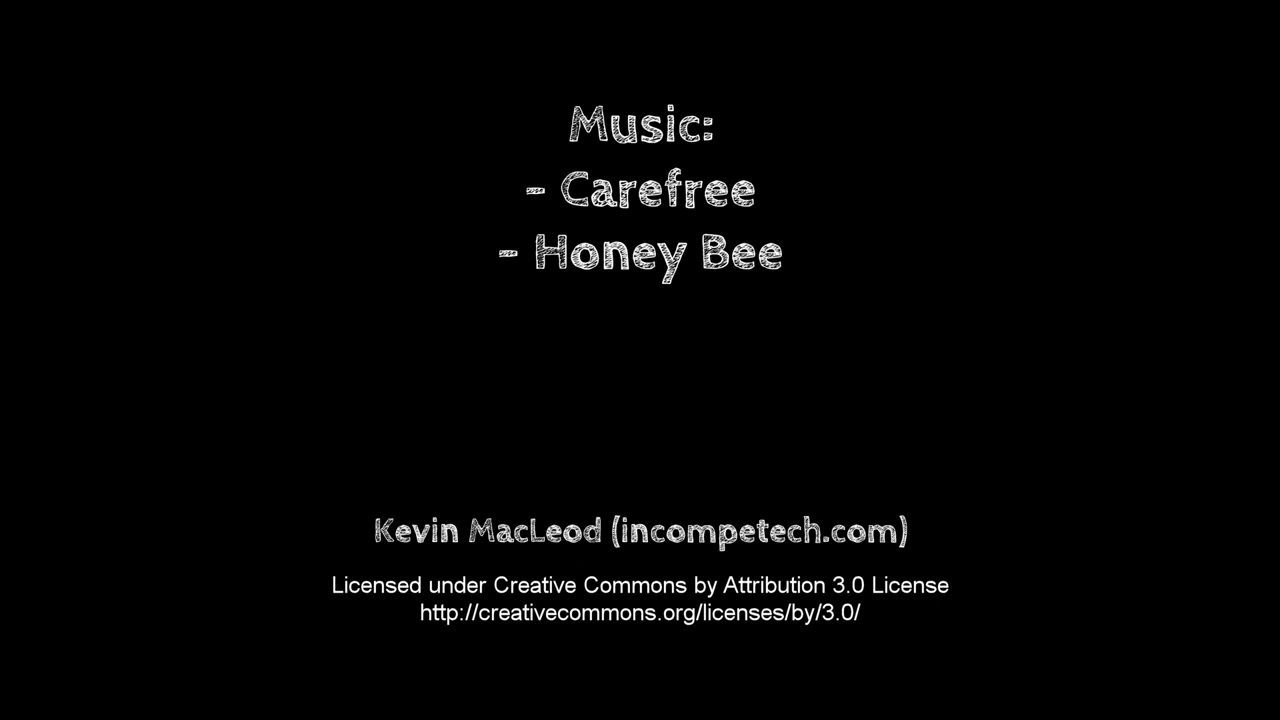 Music:
- Carefree
- Honey Bee
Kevin MacLeod (incompetech.com)
Licensed under Creative Commons by Attribution 3.0 License
http://creativecommons.org/licenses/by/3.0/